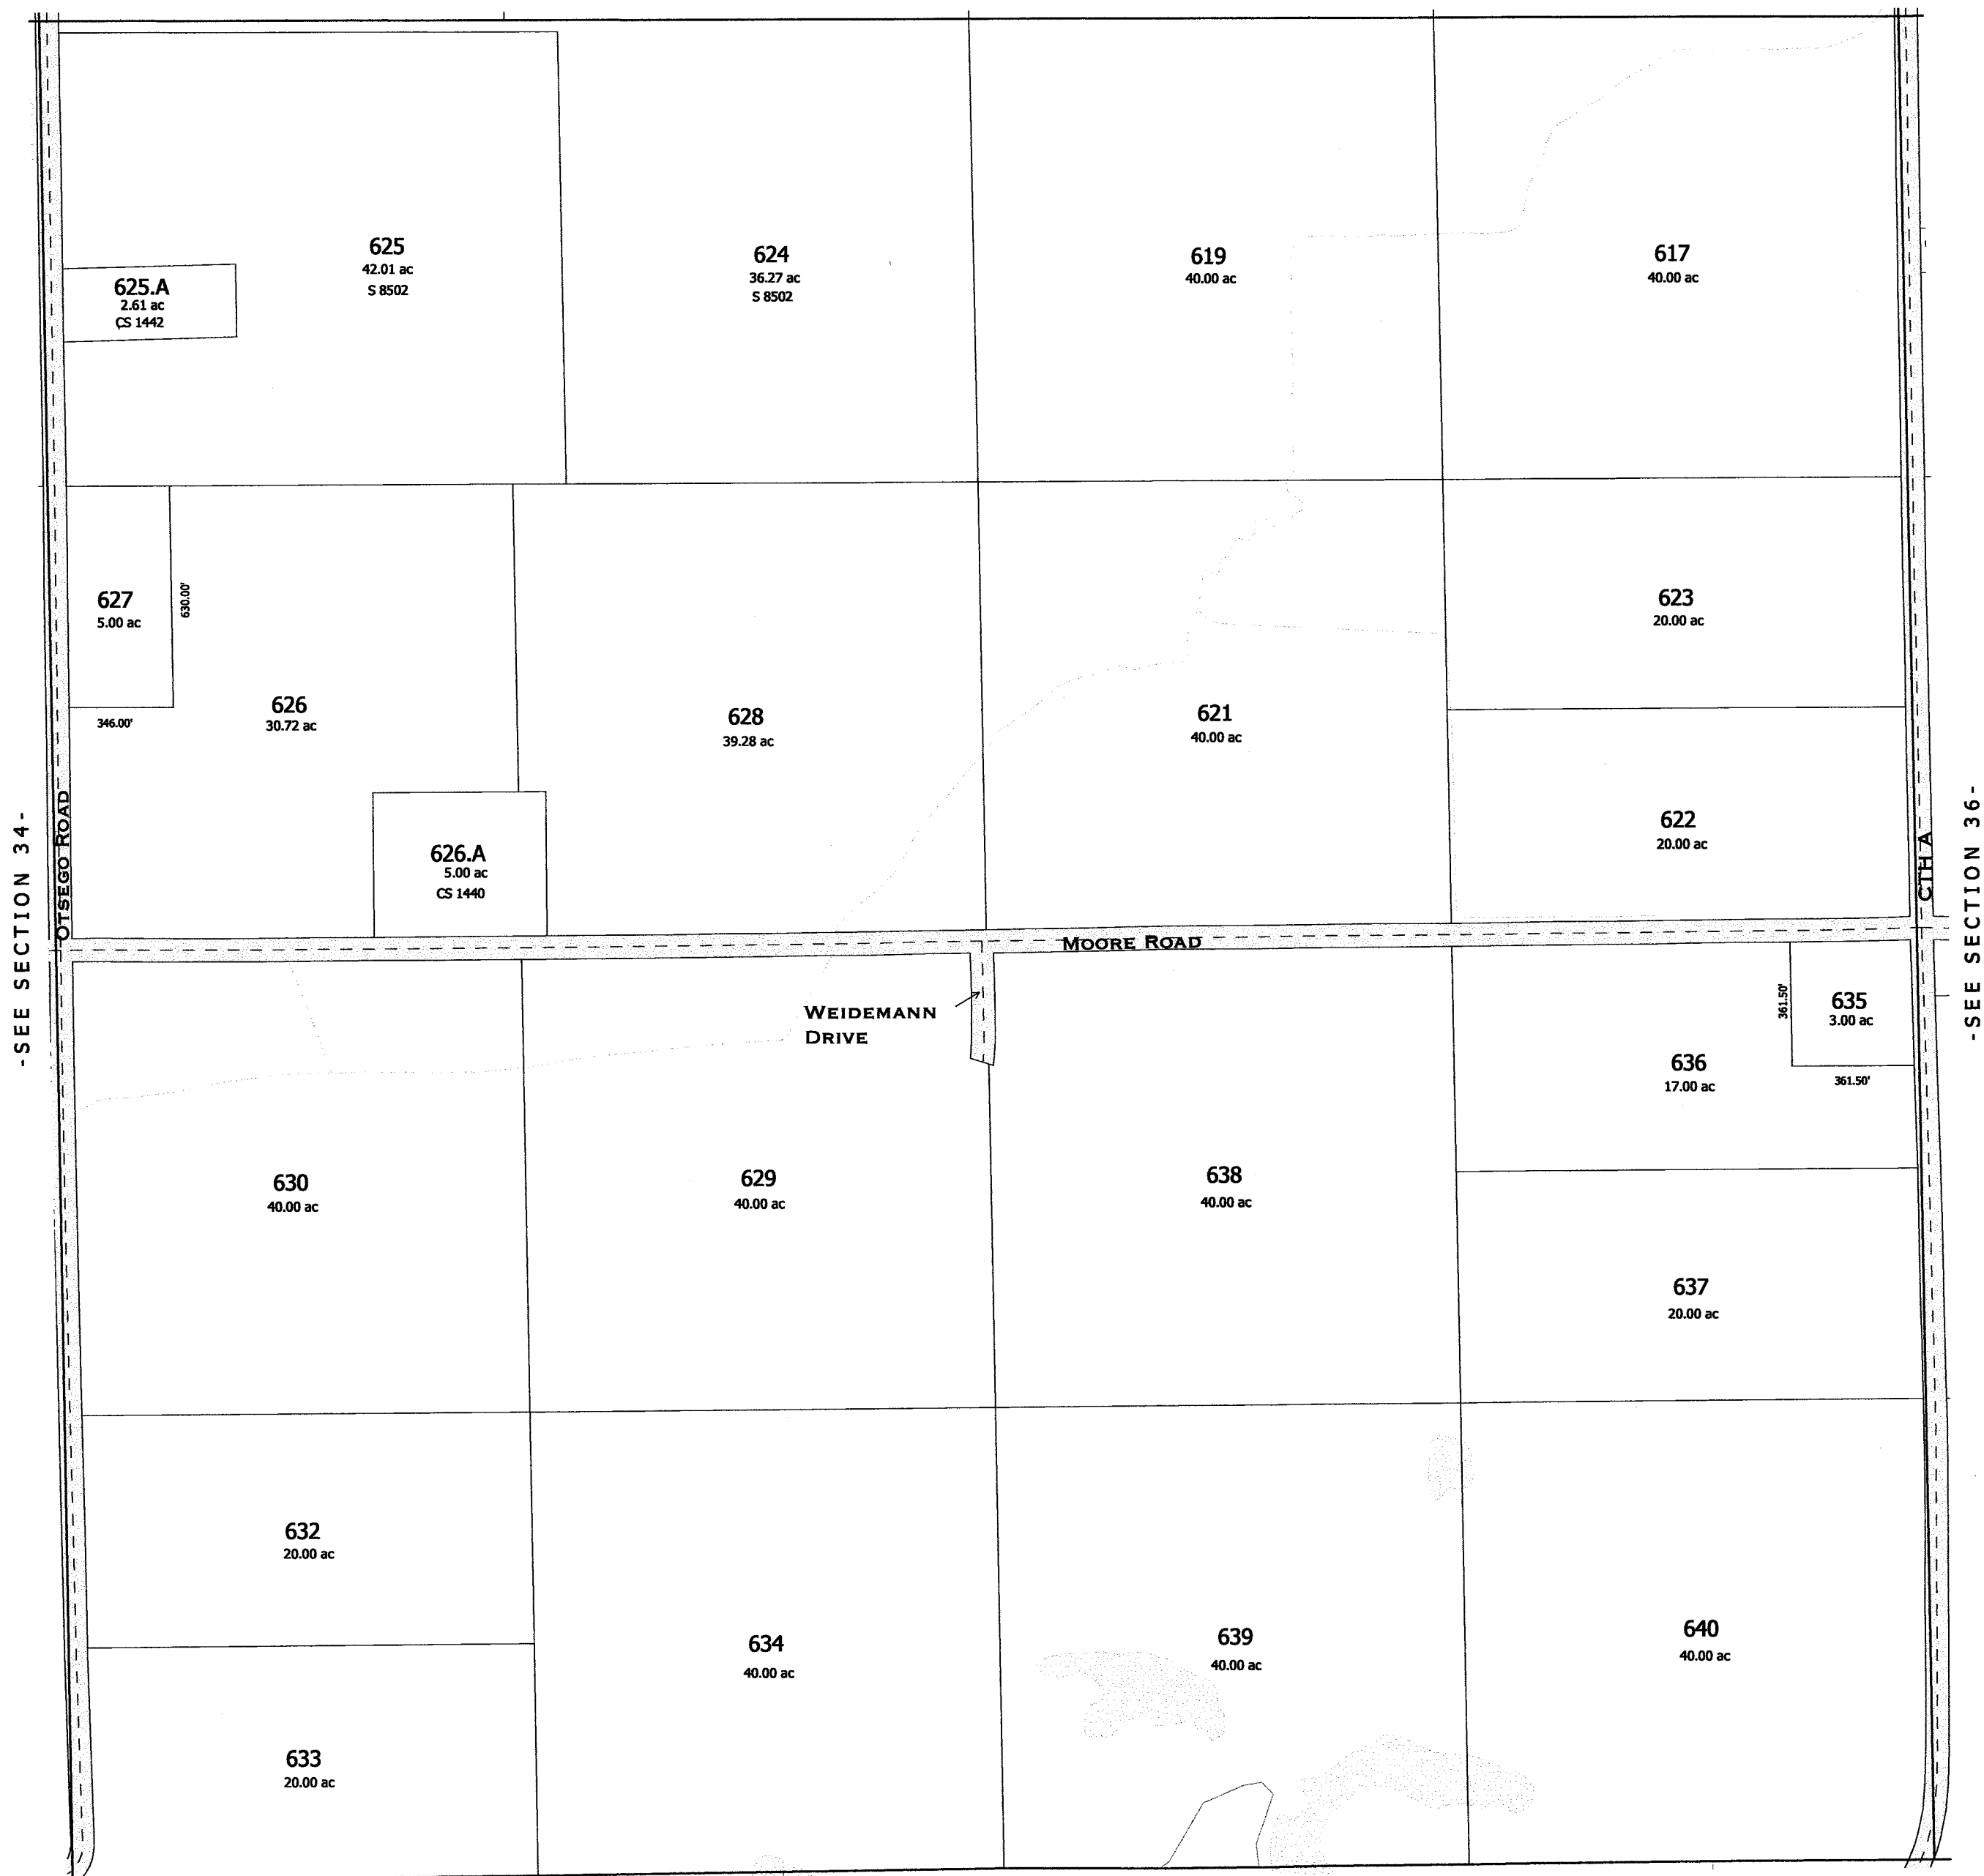 625
42.01 ac
S 8502
624
36.27 ac
S 8502
619
40.00 ac
617
40.00 ac
625.A
2.61 ac
CS 1442
627
5.00 ac
630.00'
346.00'
626
30.72 ac
628
39.28 ac
621
40.00 ac
623
20.00 ac
622
20.00 ac
626.A
5.00 ac
CS 1440
-SEE SECTION 34-
OTSEGO ROAD
CTH A
-SEE SECTION 36-
MOORE ROAD
WEIDEMANN
DRIVE
361.50'
635
3.00 ac
361.50'
636
17.00 ac
630
40.00 ac
629
40.00 ac
638
40.00 ac
637
20.00 ac
632
20.00 ac
634
40.00 ac
639
40.00 ac
640
40.00 ac
633
20.00 ac